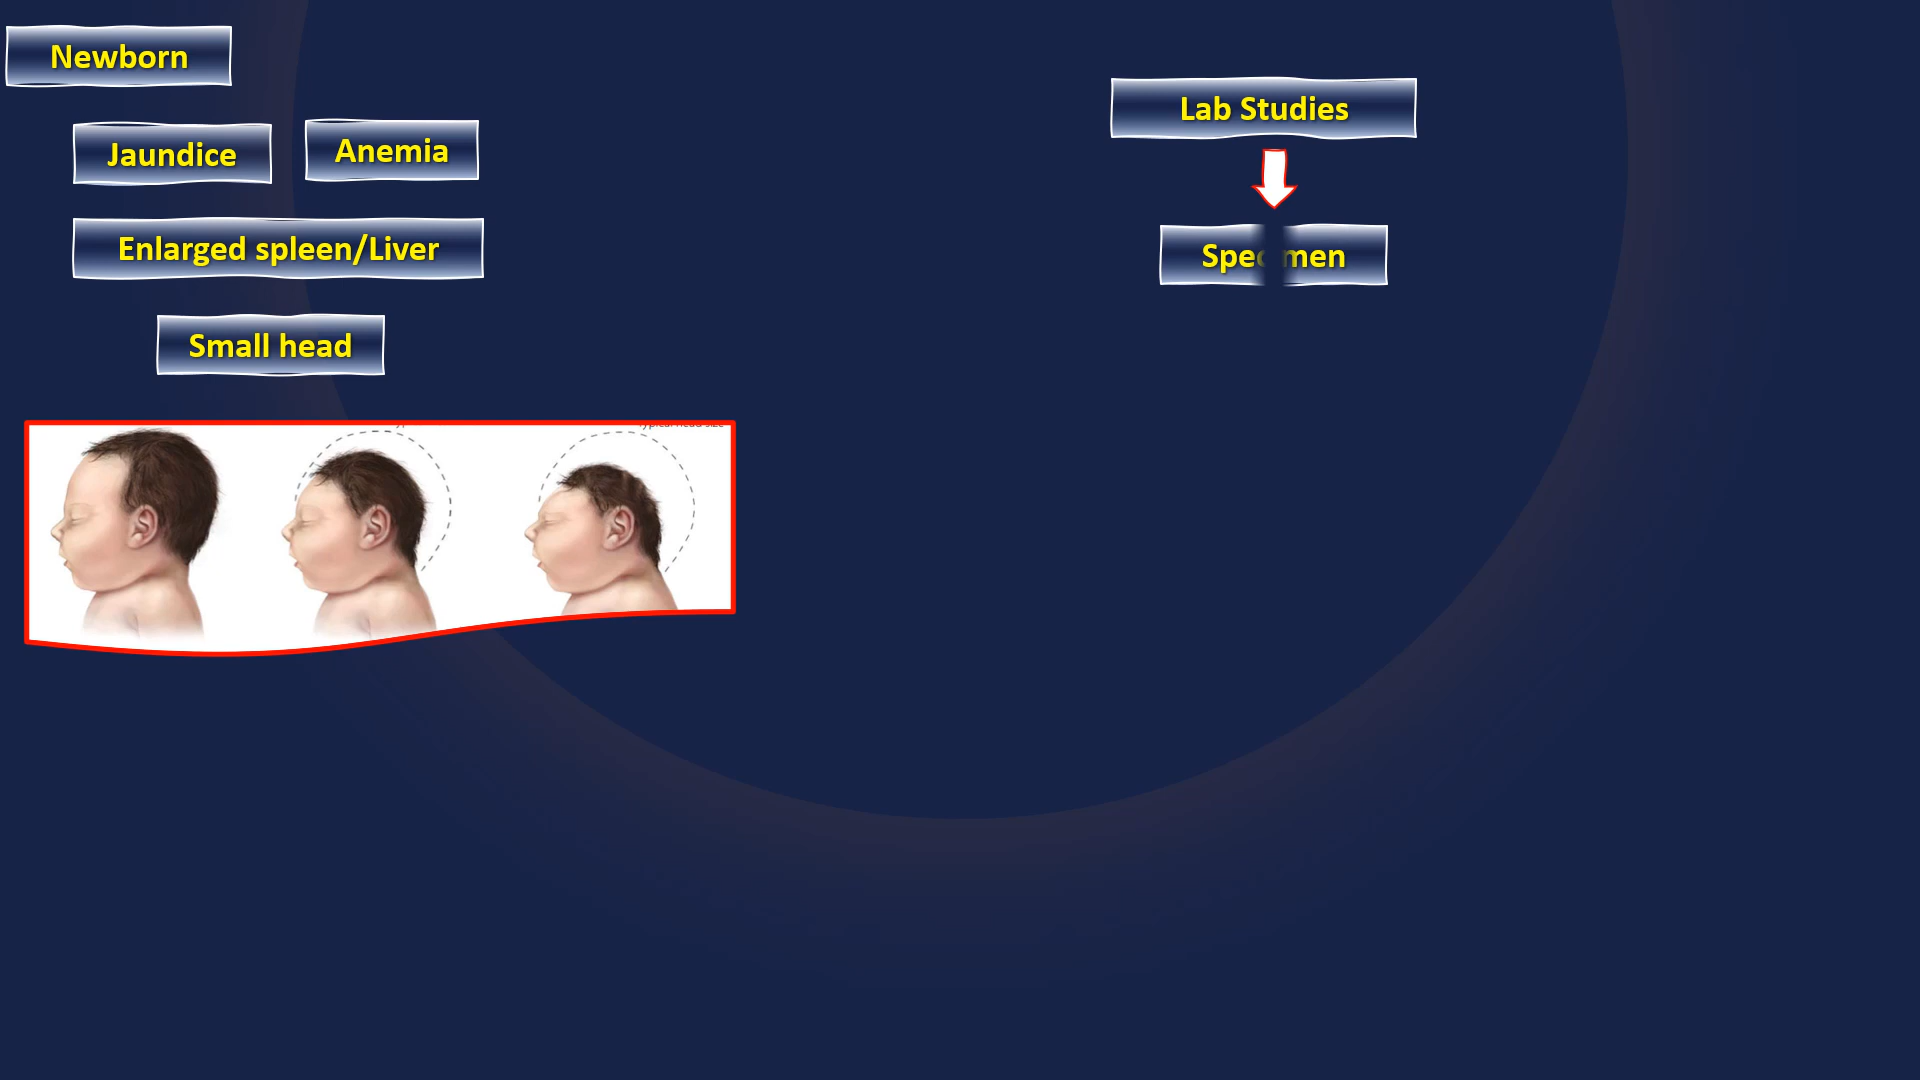 Newborn
Jaundice
Anemia
Enlarged spleen/Liver
Small head
Lab Studies